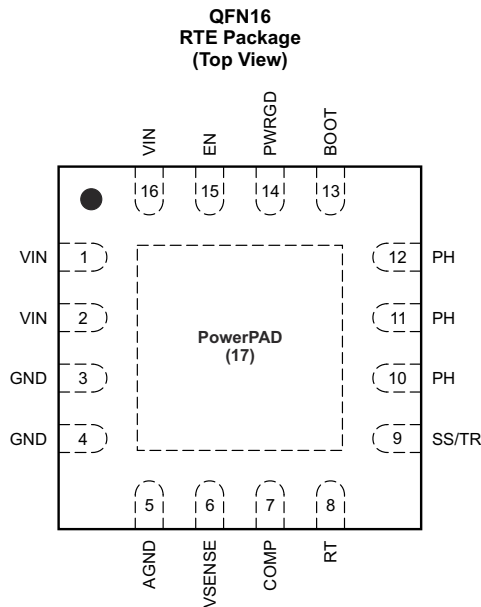 QFN16
RTE Package
(Top View)
VIN
EN
PWRGD
BOOT
16
15
14
13
VIN
1
12
PH
VIN
2
11
PH
PowerPAD
(17)
GND
3
10
PH
GND
4
9
SS/TR
5
6
7
8
AGND
VSENSE
COMP
RT